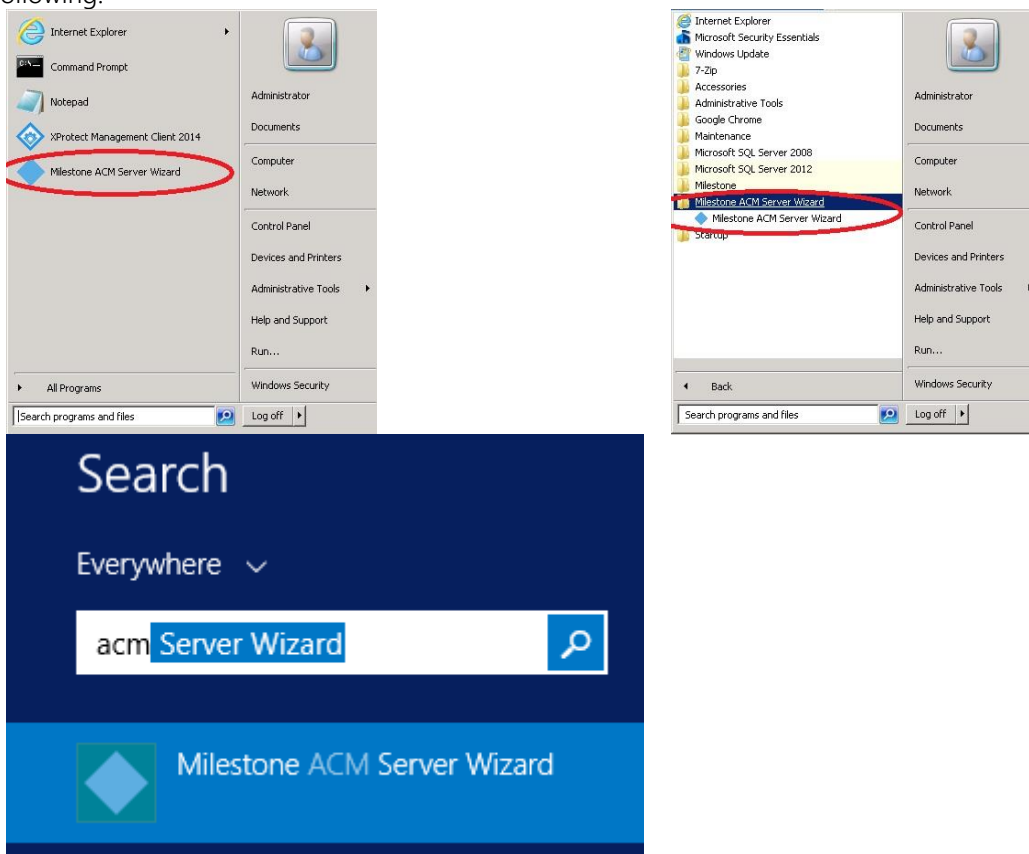 ollowing:
Internet Explorer
Command Prompt
Notepad
XProtect Management Client 2014
Milestone ACM Server Wizard
All Programs
Search programs and files
Administrator
Documents
Computer
Network
Control Panel
Devices and Printers
Administrative Tools
Help and Support
Run...
Windows Security
Log off
Internet Explorer
Microsoft Security Essentials
Windows Update
7-Zip
Accessories
Administrative Tools
Google Chrome
Maintenance
Microsoft SQL Server 2008
Microsoft SQL Server 2012
Milestone
Milestone ACM Server Wizard
Milestone ACM Server Wizard
Startup
Back
Search programs and files
Administrator
Documents
Computer
Network
Control Panel
Devices and Printers
Administrative Tools
Help and Support
Run...
Windows Security
Log off
Search
Everywhere
acm Server Wizard
Milestone ACM Server Wizard